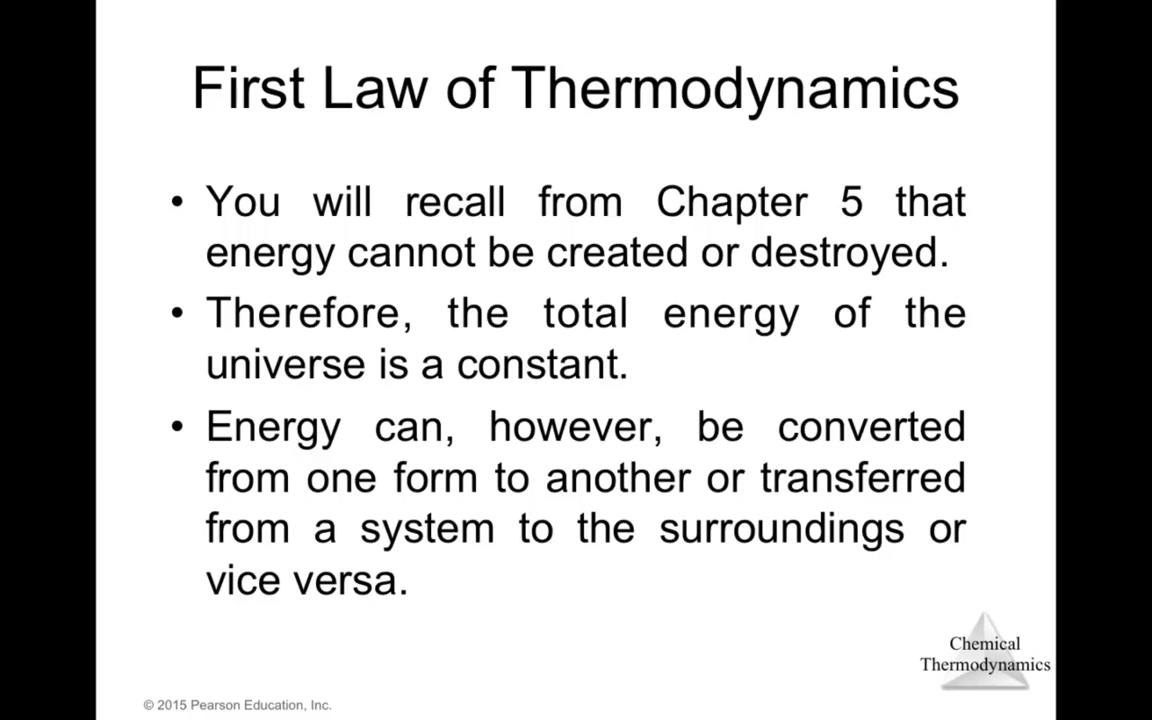 First Law of Thermodynamics
• You will recall from Chapter 5 that
energy cannot be created or destroyed.
• Therefore, the total energy of the
universe is a constant.
• Energy can, however, be converted
from one form to another or transferred
from a system to the surroundings or
vice versa.
Chemical
Thermodynamics
© 2015 Pearson Education, Inc.